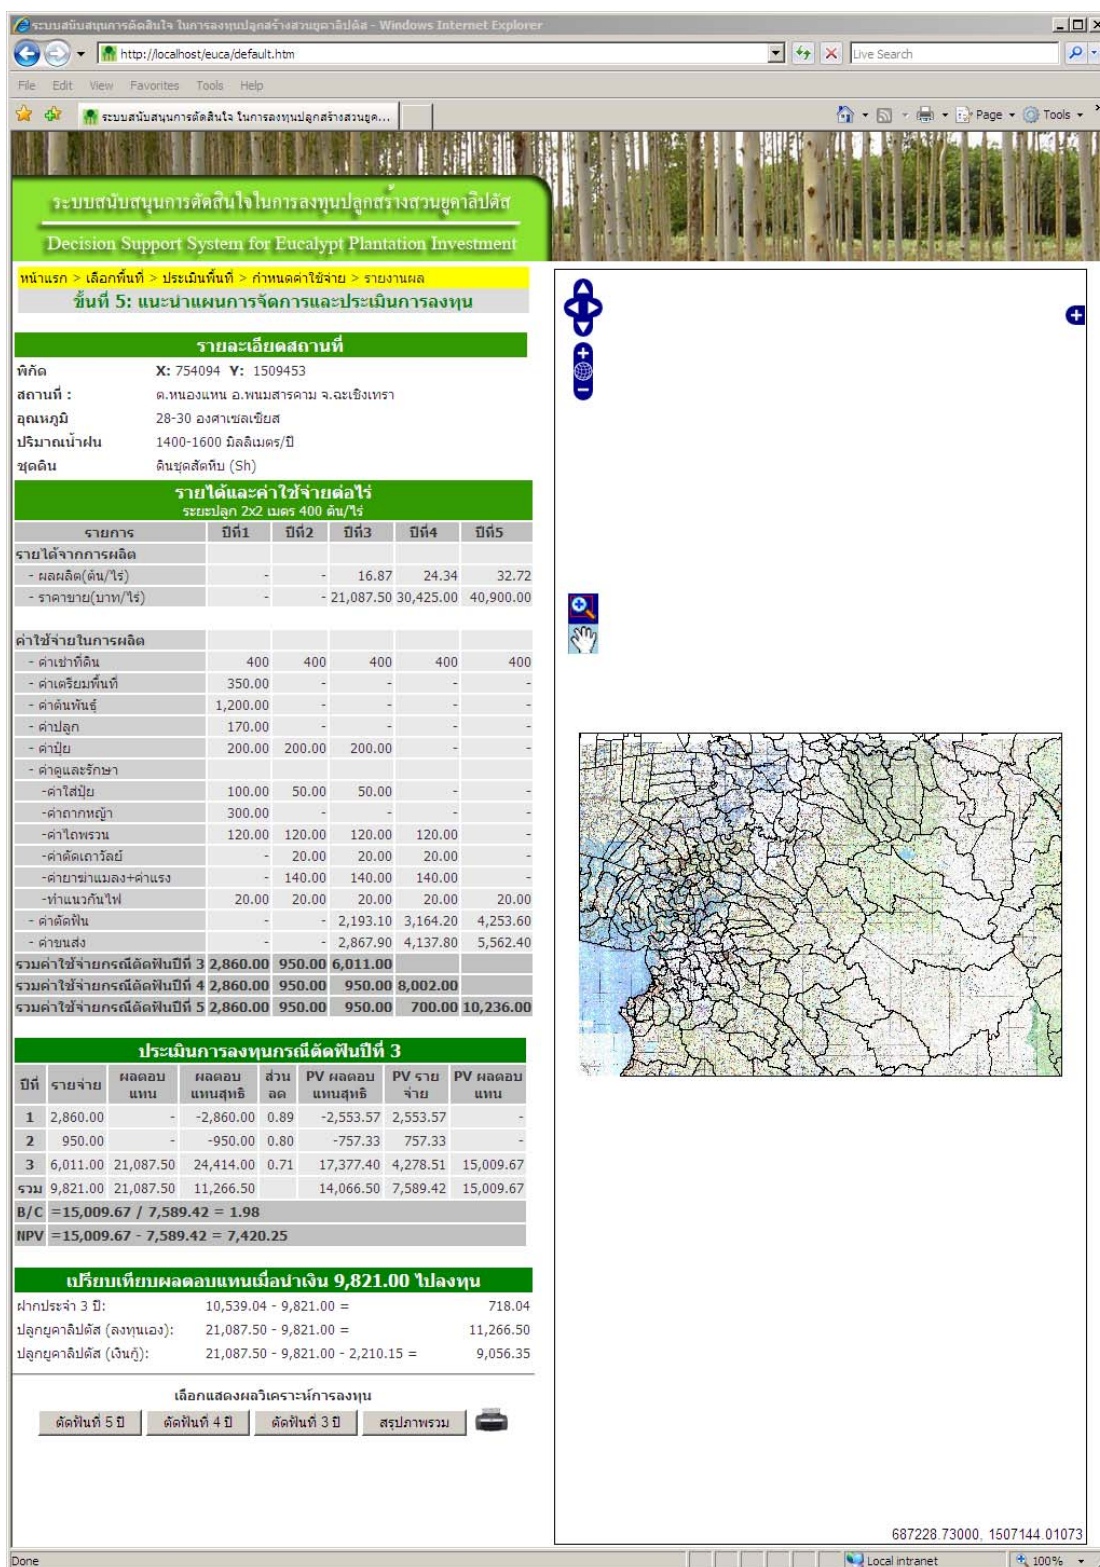 ระบบสนับสนุนการตัดสินใจ ในการลงทุนปลูกสร้างสวนยูคาลิปตัส - Windows Internet Explorer
http://localhost/euca/default.htm
Live Search
File Edit View Favorites Tools Help
ระบบสนับสนุนการตัดสินใจ ในการลงทุนปลูกสร้างสวนยูค...
Page Tools
ระบบสนับสนุนการตัดสินใจในการลงทุนปลูกสร้างสวนยูคาลิปตัส
Decision Support System for Eucalypt Plantation Investment
หน้าแรก > เลือกพื้นที่ > ประเมินพื้นที่ > กำหนดค่าใช้จ่าย > รายงานผล
ขั้นที่ 5: แนะนำแผนการจัดการและประเมินการลงทุน
รายละเอียดสถานที่
พิกัด X: 754094 Y: 1509453
สถานที่ : ต.หนองแหน อ.พนมสารคาม จ.ฉะเชิงเทรา
อุณหภูมิ 28-30 องศาเซลเซียส
ปริมาณน้ำฝน 1400-1600 มิลลิเมตร/ปี
ชุดดิน ดินชุดสัตหีบ (Sh)
รายได้และค่าใช้จ่ายต่อไร่
ระยะปลูก 2x2 เมตร 400 ต้น/ไร่
รายการ ปีที่1 ปีที่2 ปีที่3 ปีที่4 ปีที่5
รายได้จากการผลิต
- ผลผลิต(ตัน/ไร่) - - 16.87 24.34 32.72
- ราคาขาย(บาท/ไร่) - - 21,087.50 30,425.00 40,900.00
ค่าใช้จ่ายในการผลิต
- ค่าเช่าที่ดิน 400 400 400 400 400
- ค่าเตรียมพื้นที่ 350.00 - - - -
- ค่าต้นพันธุ์ 1,200.00 - - - -
- ค่าปลูก 170.00 - - - -
- ค่าปุ๋ย 200.00 200.00 200.00 - -
- ค่าดูแลรักษา
-ค่าใส่ปุ๋ย 100.00 50.00 50.00 - -
-ค่าถากหญ้า 300.00 - - - -
-ค่าไถพรวน 120.00 120.00 120.00 120.00 -
-ค่าตัดเถาวัลย์ - 20.00 20.00 20.00 -
-ค่ายาฆ่าแมลง+ค่าแรง - 140.00 140.00 140.00 -
-ทำแนวกันไฟ 20.00 20.00 20.00 20.00 20.00
- ค่าตัดฟัน - - 2,193.10 3,164.20 4,253.60
- ค่าขนส่ง - - 2,867.90 4,137.80 5,562.40
รวมค่าใช้จ่ายกรณีตัดฟันปีที่ 3 2,860.00 950.00 6,011.00
รวมค่าใช้จ่ายกรณีตัดฟันปีที่ 4 2,860.00 950.00 950.00 8,002.00
รวมค่าใช้จ่ายกรณีตัดฟันปีที่ 5 2,860.00 950.00 950.00 700.00 10,236.00
ประเมินการลงทุนกรณีตัดฟันปีที่ 3
ปีที่ รายจ่าย ผลตอบแทน ผลตอบแทนสุทธิ ส่วนลด PV ผลตอบแทนสุทธิ PV รายจ่าย PV ผลตอบแทน
1 2,860.00 - -2,860.00 0.89 -2,553.57 2,553.57 -
2 950.00 - -950.00 0.80 -757.33 757.33 -
3 6,011.00 21,087.50 24,414.00 0.71 17,377.40 4,278.51 15,009.67
รวม 9,821.00 21,087.50 11,266.50 14,066.50 7,589.42 15,009.67
B/C =15,009.67 / 7,589.42 = 1.98
NPV =15,009.67 - 7,589.42 = 7,420.25
เปรียบเทียบผลตอบแทนเมื่อนำเงิน 9,821.00 ไปลงทุน
ฝากประจำ 3 ปี: 10,539.04 - 9,821.00 = 718.04
ปลูกยูคาลิปตัส (ลงทุนเอง): 21,087.50 - 9,821.00 = 11,266.50
ปลูกยูคาลิปตัส (เงินกู้): 21,087.50 - 9,821.00 - 2,210.15 = 9,056.35
เลือกแสดงผลวิเคราะห์การลงทุน
ตัดฟันที่ 5 ปี ตัดฟันที่ 4 ปี ตัดฟันที่ 3 ปี สรุปภาพรวม
687228.73000, 1507144.01073
Done Local intranet 100%